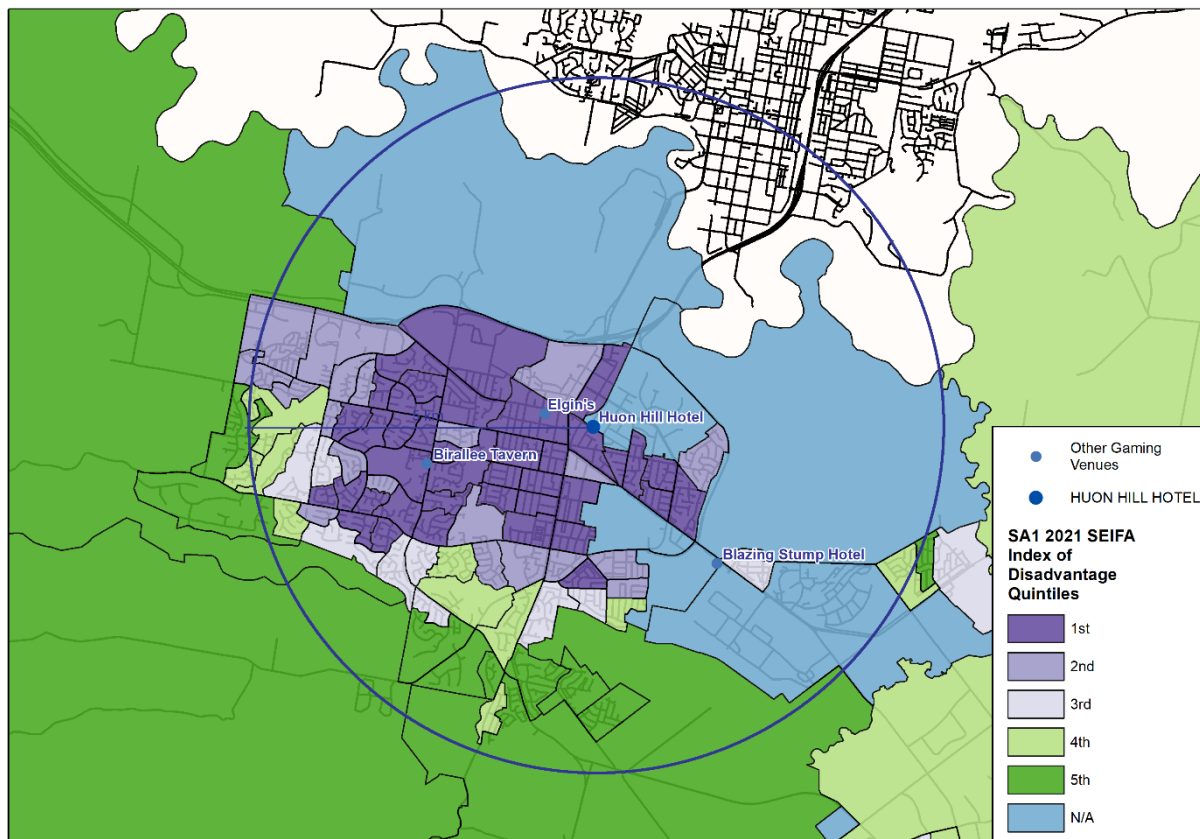 Elgin's
Huon Hill Hotel
Birallee Tavern
Blazing Stump Hotel
Other Gaming
Venues
HUON HILL HOTEL
SA1 2021 SEIFA
Index of
Disadvantage
Quintiles
1st
2nd
3rd
4th
5th
N/A